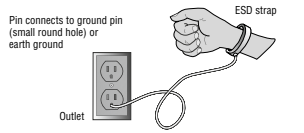 Pin connects to ground pin
(small round hole) or
earth ground
ESD strap
Outlet